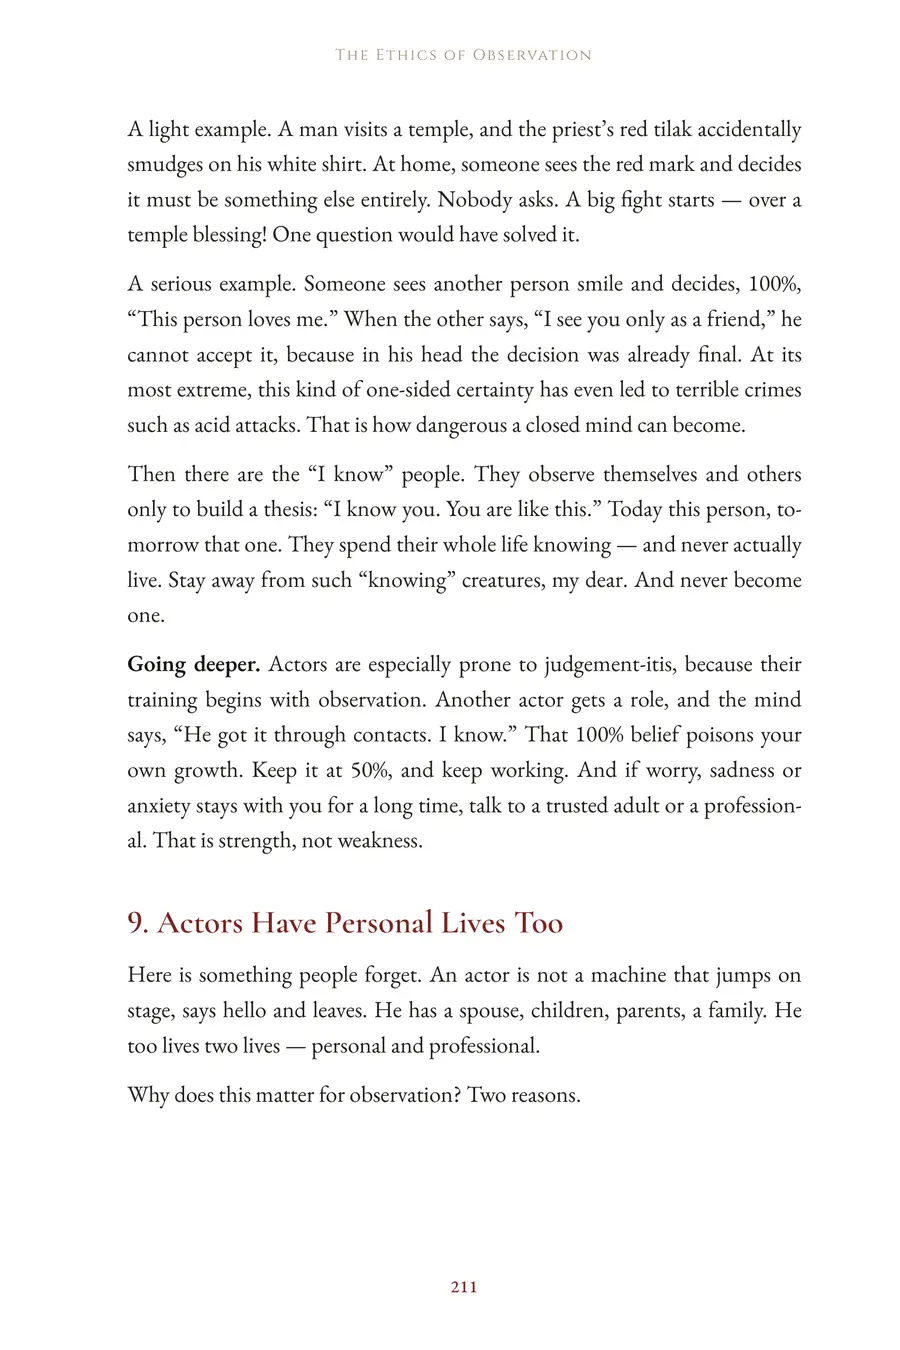 The Ethics of Observation
A light example. A man visits a temple, and the priest’s red tilak accidentally
smudges on his white shirt. At home, someone sees the red mark and decides
it must be something else entirely. Nobody asks. A big fight starts — over a
temple blessing! One question would have solved it.
A serious example. Someone sees another person smile and decides, 100%,
“This person loves me.” When the other says, “I see you only as a friend,” he
cannot accept it, because in his head the decision was already final. At its
most extreme, this kind of one-sided certainty has even led to terrible crimes
such as acid attacks. That is how dangerous a closed mind can become.
Then there are the “I know” people. They observe themselves and others
only to build a thesis: “I know you. You are like this.” Today this person, to-
morrow that one. They spend their whole life knowing — and never actually
live. Stay away from such “knowing” creatures, my dear. And never become
one.
Going deeper. Actors are especially prone to judgement-itis, because their
training begins with observation. Another actor gets a role, and the mind
says, “He got it through contacts. I know.” That 100% belief poisons your
own growth. Keep it at 50%, and keep working. And if worry, sadness or
anxiety stays with you for a long time, talk to a trusted adult or a profession-
al. That is strength, not weakness.
9. Actors Have Personal Lives Too
Here is something people forget. An actor is not a machine that jumps on
stage, says hello and leaves. He has a spouse, children, parents, a family. He
too lives two lives — personal and professional.
Why does this matter for observation? Two reasons.
211